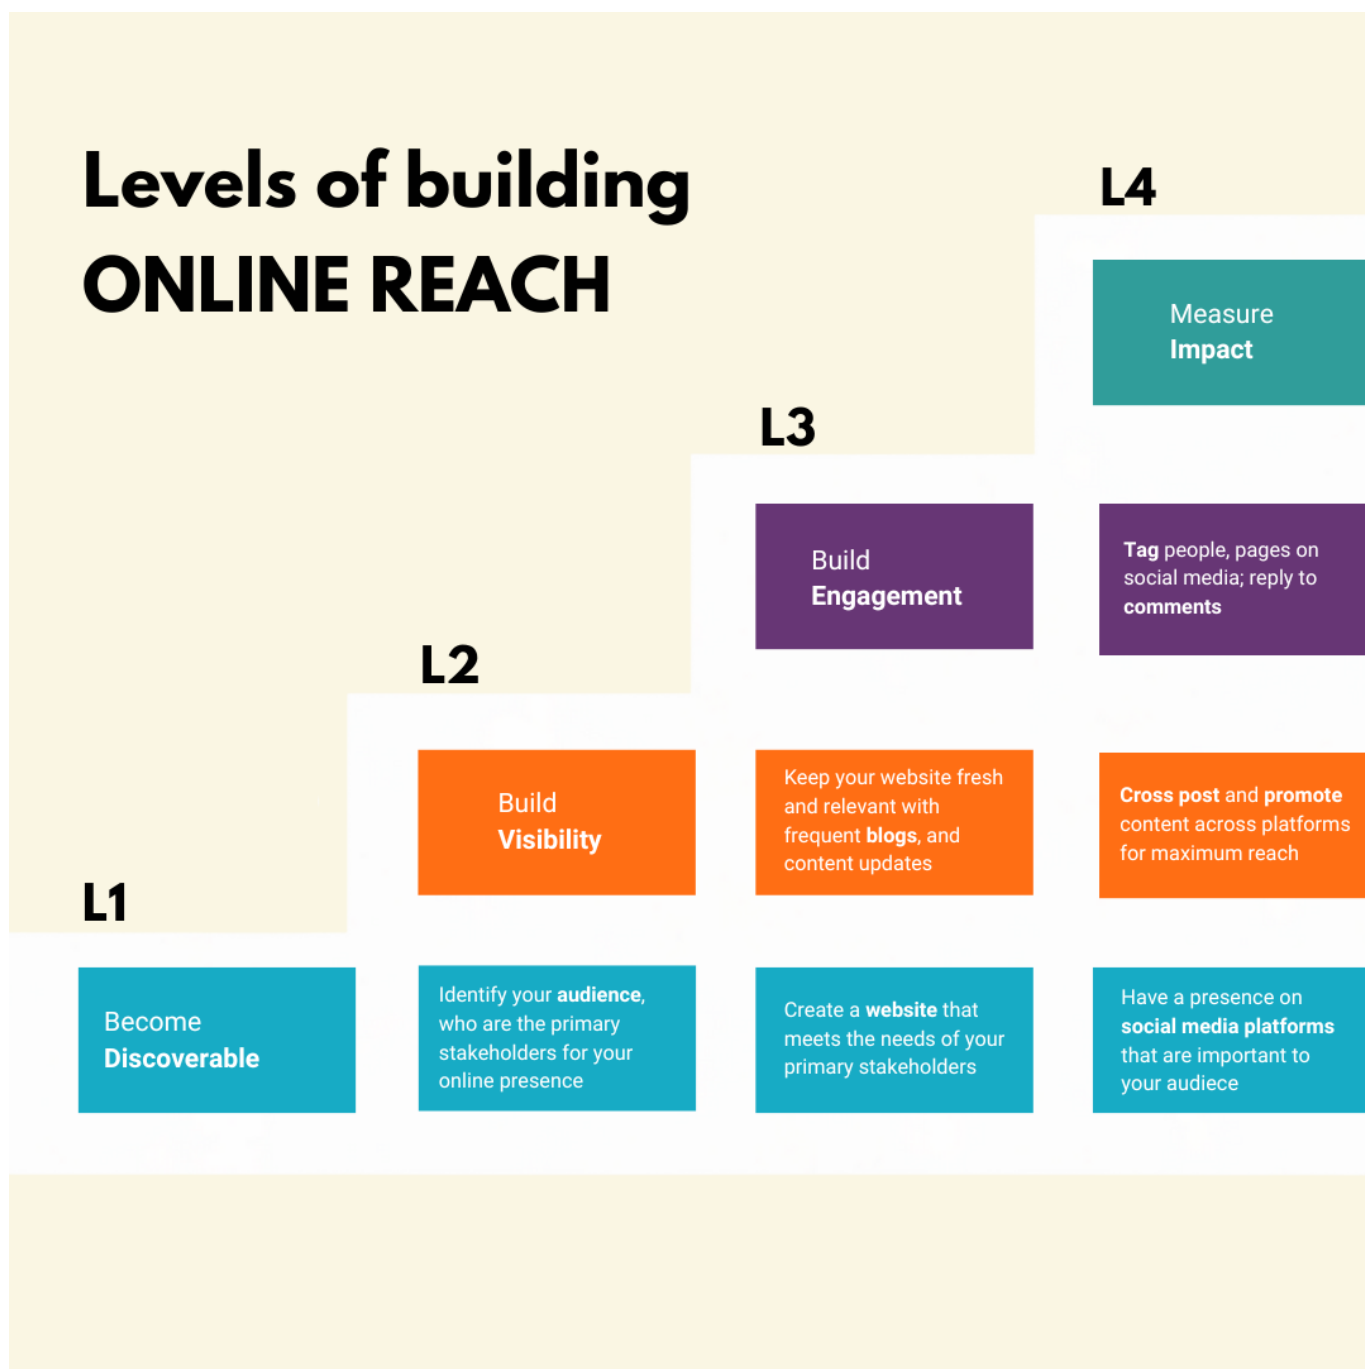 Levels of building
ONLINE REACH
L4
Measure
Impact
L3
Build
Engagement
Tag people, pages on
social media; reply to
comments
L2
Build
Visibility
Keep your website fresh
and relevant with
frequent blogs, and
content updates
Cross post and promote
content across platforms
for maximum reach
L1
Become
Discoverable
Identify your audience,
who are the primary
stakeholders for your
online presence
Create a website that
meets the needs of your
primary stakeholders
Have a presence on
social media platforms
that are important to
your audiece